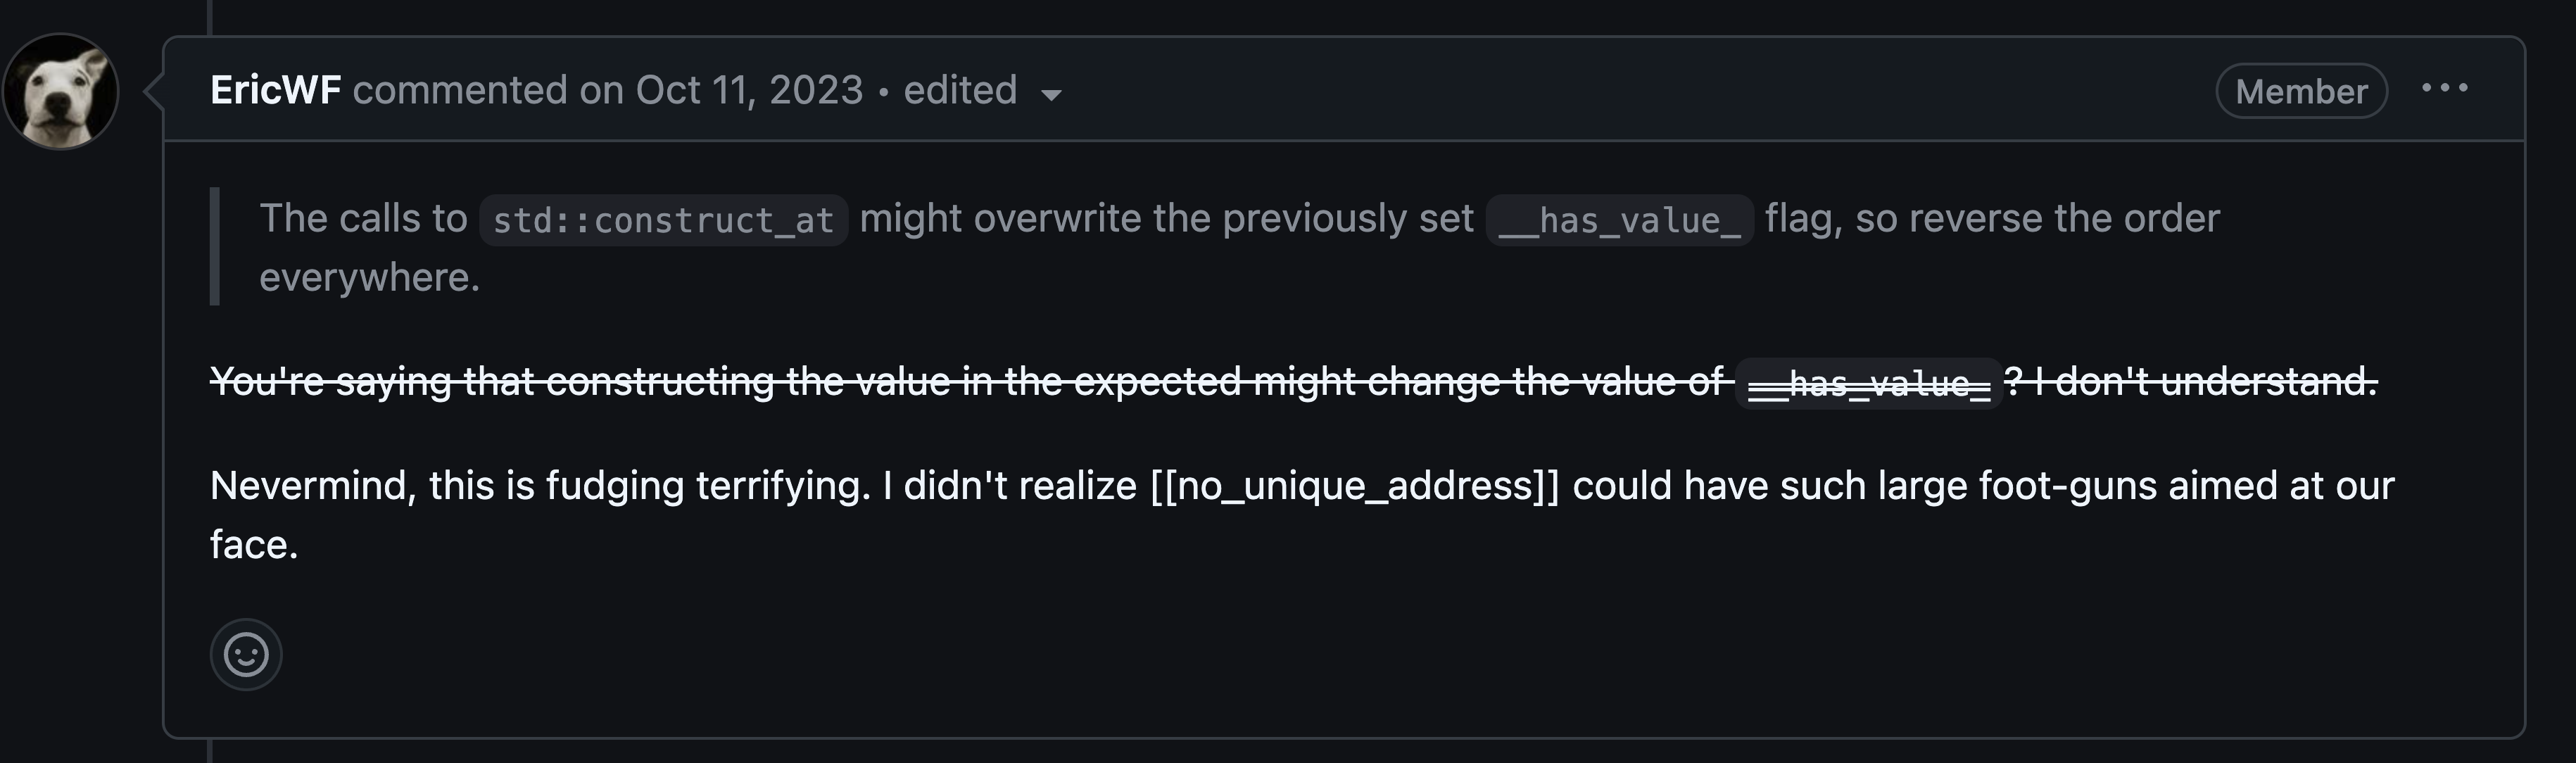 EricWF commented on Oct 11, 2023 • edited
Member
The calls to std::construct_at might overwrite the previously set __has_value_ flag, so reverse the order
everywhere.
You're saying that constructing the value in the expected might change the value of __has_value_ ? I don't understand.
Nevermind, this is fudging terrifying. I didn't realize [[no_unique_address]] could have such large foot-guns aimed at our
face.